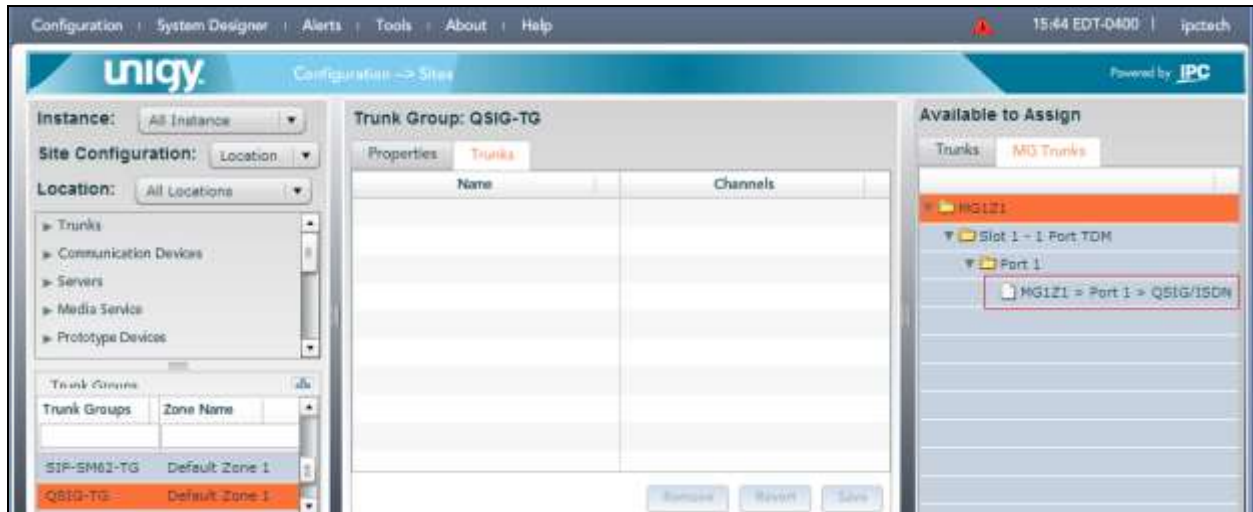 Configuration System Designer Alerts Tools About Help 15:44 EDT-0400 ipctech
unigy. Configuration --> Sites Powered by IPC
Instance: All Instance
Site Configuration: Location
Location: All Locations
Trunks
Communication Devices
Servers
Media Service
Prototype Devices
Trunk Groups
Trunk Groups Zone Name
SIP-SM62-TG Default Zone 1
QSIG-TG Default Zone 1
Trunk Group: QSIG-TG
Properties Trunks
Name Channels
Remove Revert Save
Available to Assign
Trunks MG Trunks
MG1Z1
Slot 1 - 1 Port TDM
Port 1
MG1Z1 > Port 1 > QSIG/ISDN